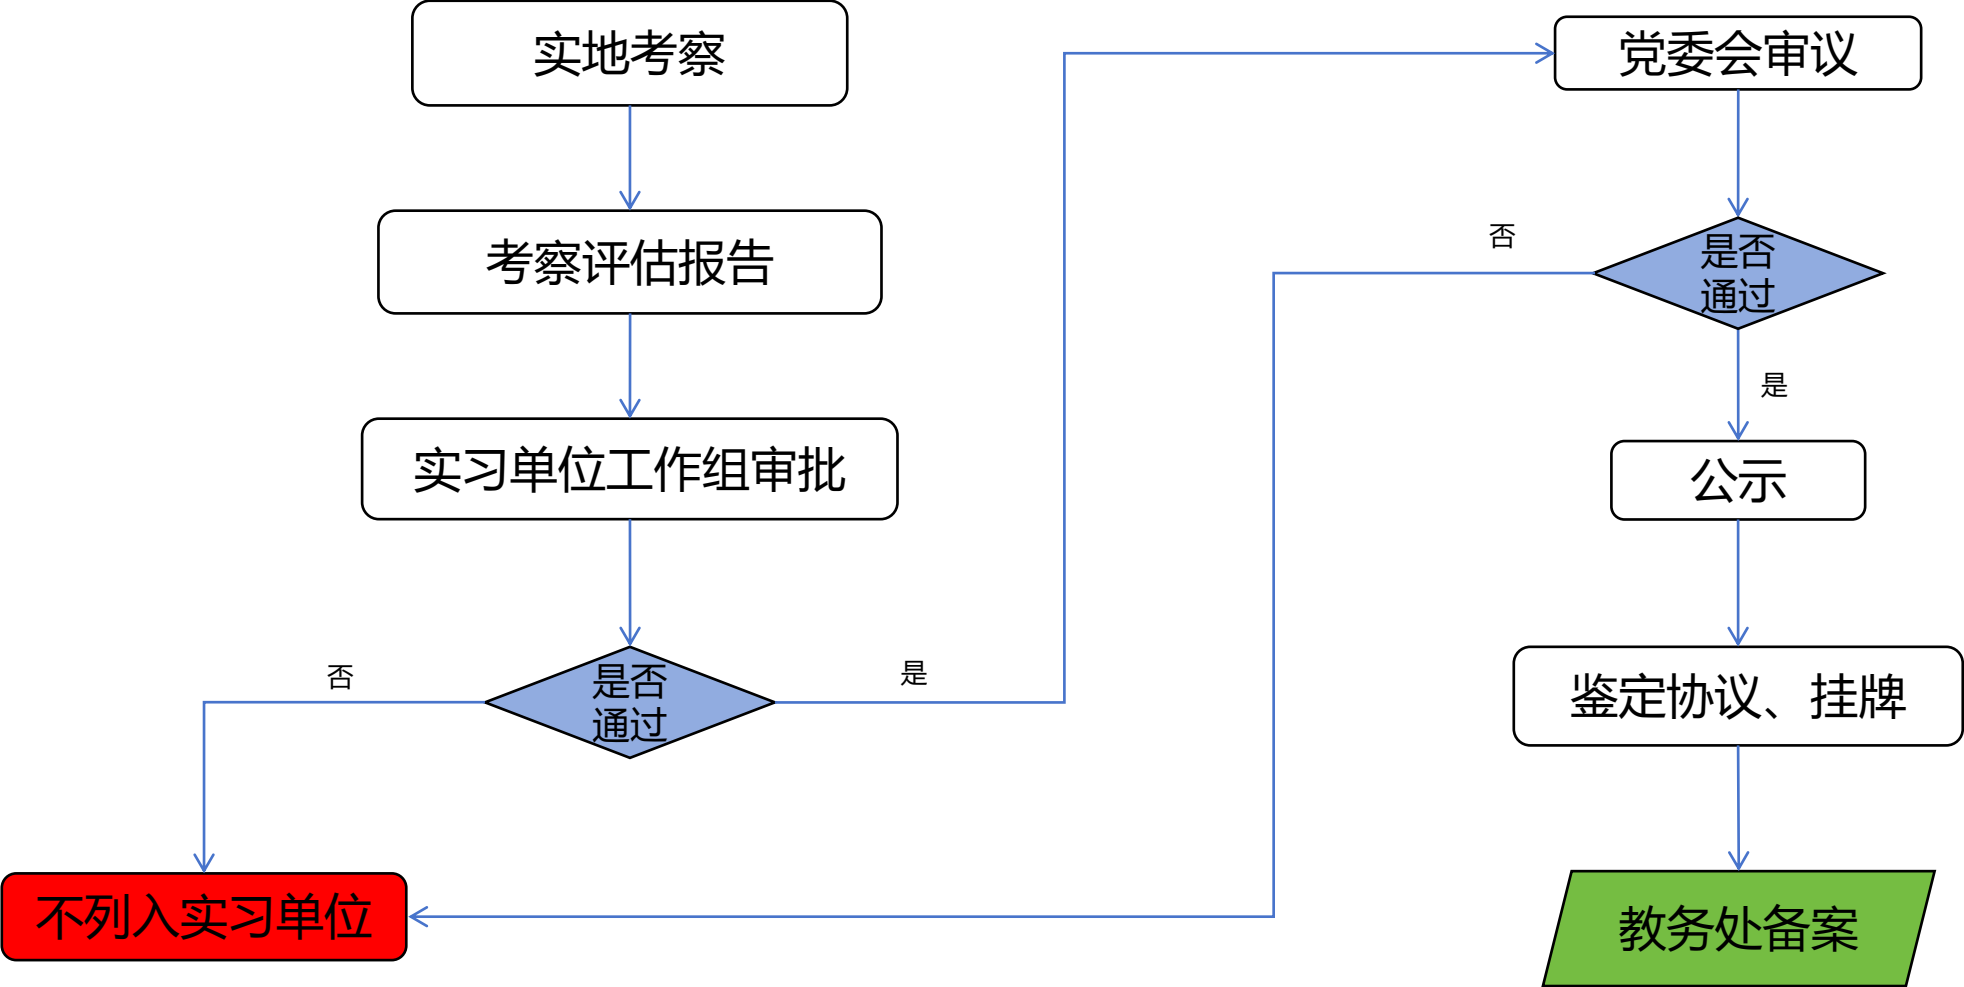 实地考察
考察评估报告
实习单位工作组审批
是否
通过
否
是
不列入实习单位
党委会审议
是否
通过
否
是
公示
鉴定协议、挂牌
教务处备案